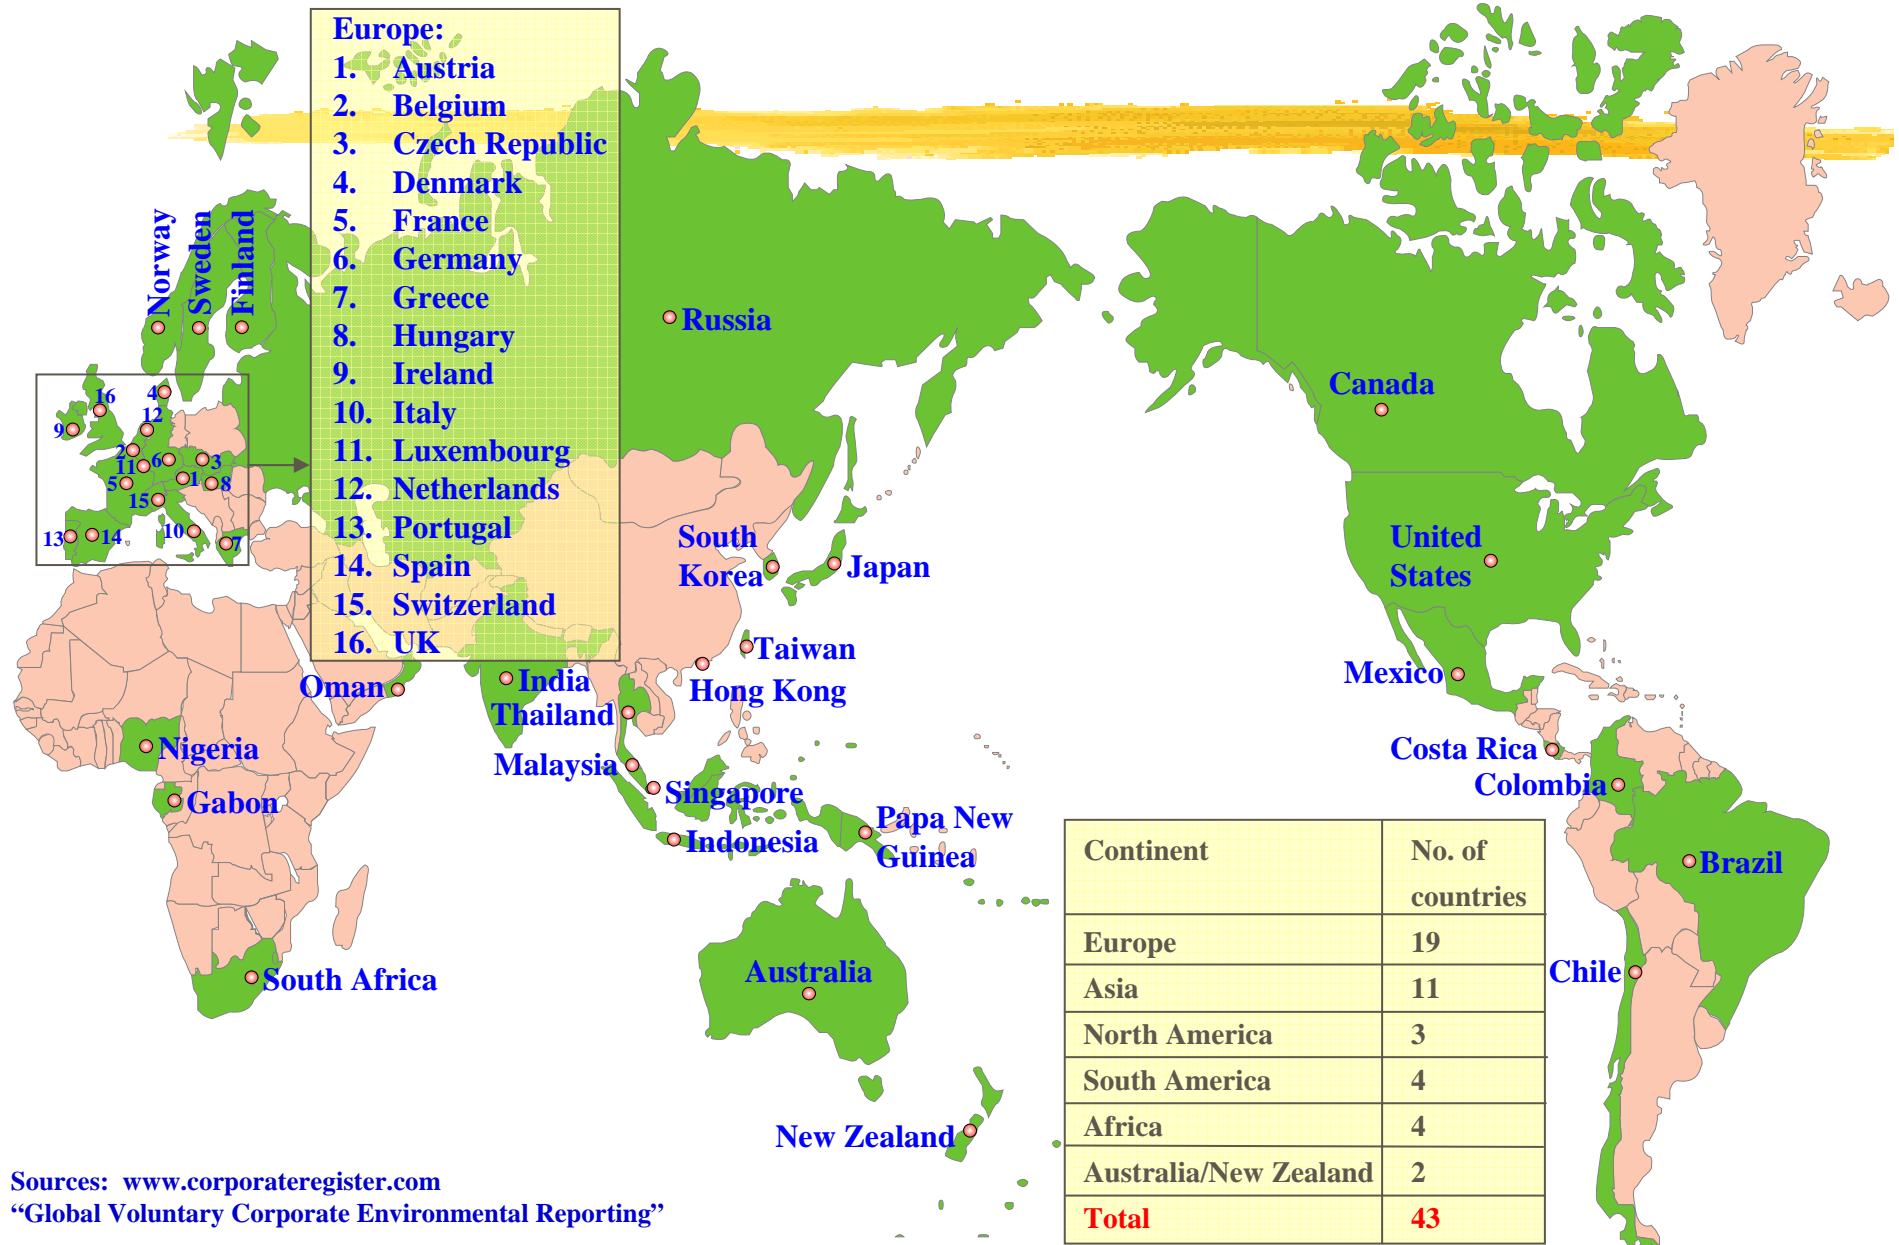 Europe:
1. Austria
2. Belgium
3. Czech Republic
4. Denmark
5. France
6. Germany
7. Greece
8. Hungary
9. Ireland
10. Italy
11. Luxembourg
12. Netherlands
13. Portugal
14. Spain
15. Switzerland
16. UK
Norway
Sweden
Finland
16
4
12
9
2
11
6
3
1
5
8
15
13
14
10
7
Russia
Canada
United
States
South
Korea
Japan
Taiwan
Hong Kong
Mexico
Oman
India
Thailand
Nigeria
Malaysia
Costa Rica
Colombia
Gabon
Singapore
Indonesia
Papa New
Guinea
Brazil
South Africa
Australia
Chile
New Zealand
Continent No. of
countries
Europe 19
Asia 11
North America 3
South America 4
Africa 4
Australia/New Zealand 2
Total 43
Sources: www.corporateregister.com
“Global Voluntary Corporate Environmental Reporting”